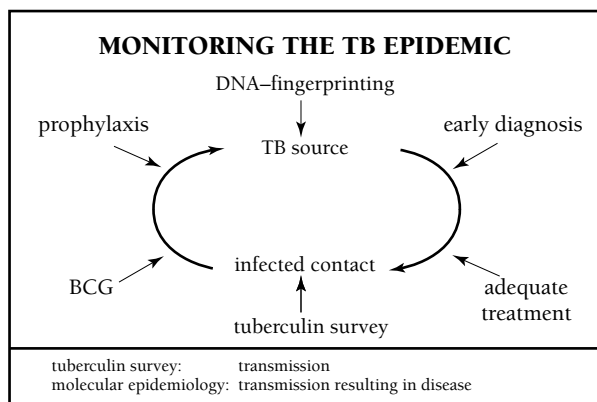 MONITORING THE TB EPIDEMIC
DNA–fingerprinting
prophylaxis
early diagnosis
TB source
infected contact
BCG
adequate
treatment
tuberculin survey
tuberculin survey: transmission
molecular epidemiology: transmission resulting in disease